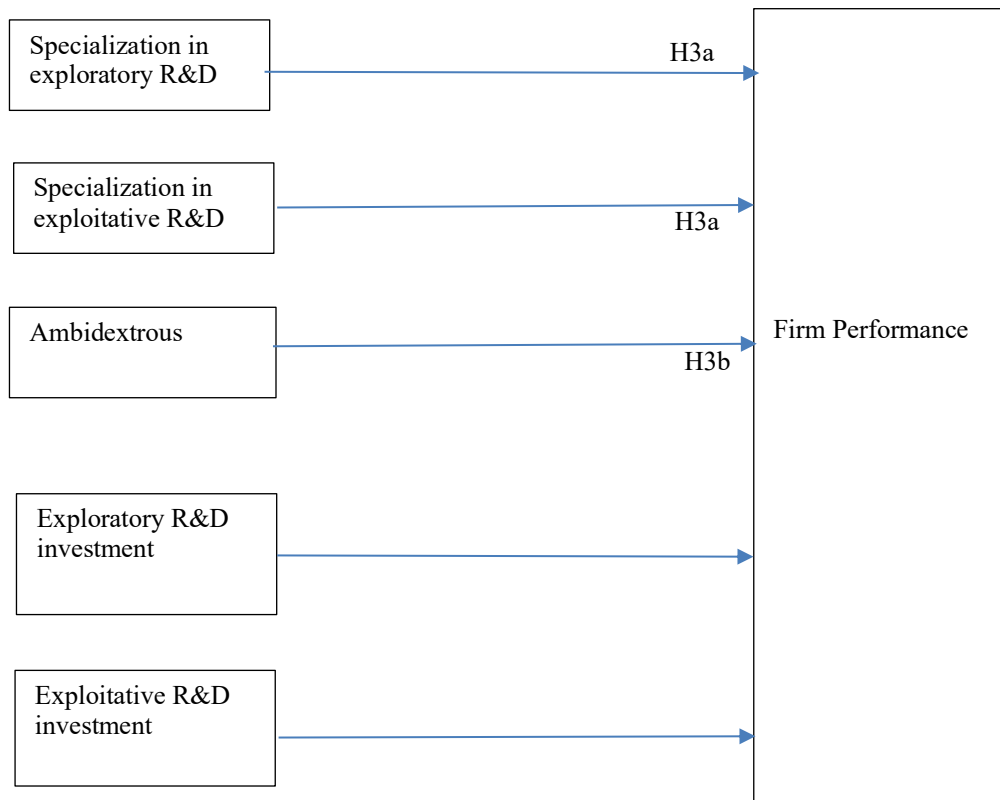 Specialization in
exploratory R&D
H3a
Specialization in
exploitative R&D
H3a
Ambidextrous
H3b
Firm Performance
Exploratory R&D
investment
Exploitative R&D
investment